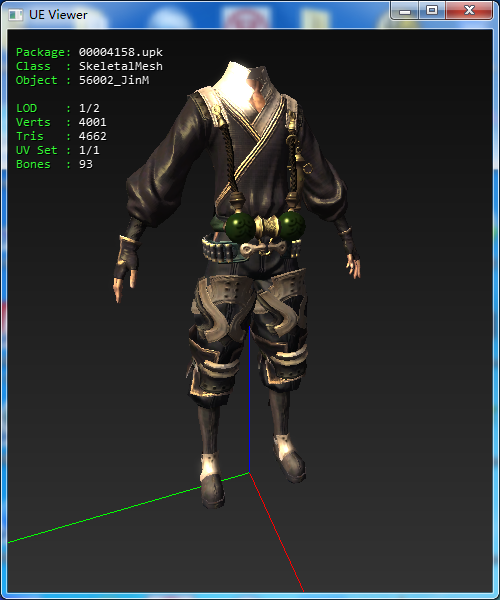 UE Viewer
Package: 00004158.upk
Class : SkeletalMesh
Object : 56002_JinM
LOD : 1/2
Verts : 4001
Tris : 4662
UV Set : 1/1
Bones : 93